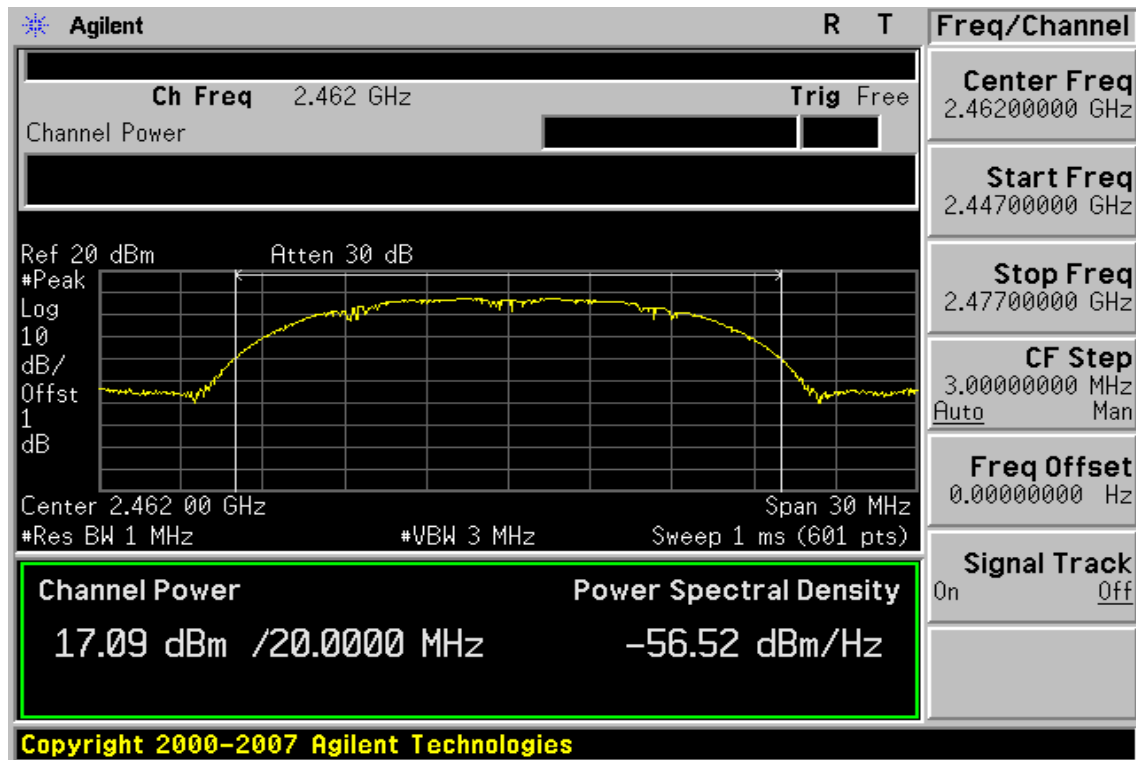 Agilent R T
Ch Freq 2.462 GHz Trig Free
Channel Power
Ref 20 dBm Atten 30 dB
#Peak
Log
10
dB/
Offst
1
dB
Center 2.462 00 GHz Span 30 MHz
#Res BW 1 MHz #VBW 3 MHz Sweep 1 ms (601 pts)
Channel Power Power Spectral Density
17.09 dBm /20.0000 MHz -56.52 dBm/Hz
Copyright 2000-2007 Agilent Technologies
Freq/Channel
Center Freq
2.46200000 GHz
Start Freq
2.44700000 GHz
Stop Freq
2.47700000 GHz
CF Step
3.00000000 MHz
Auto Man
Freq Offset
0.00000000 Hz
Signal Track
On Off